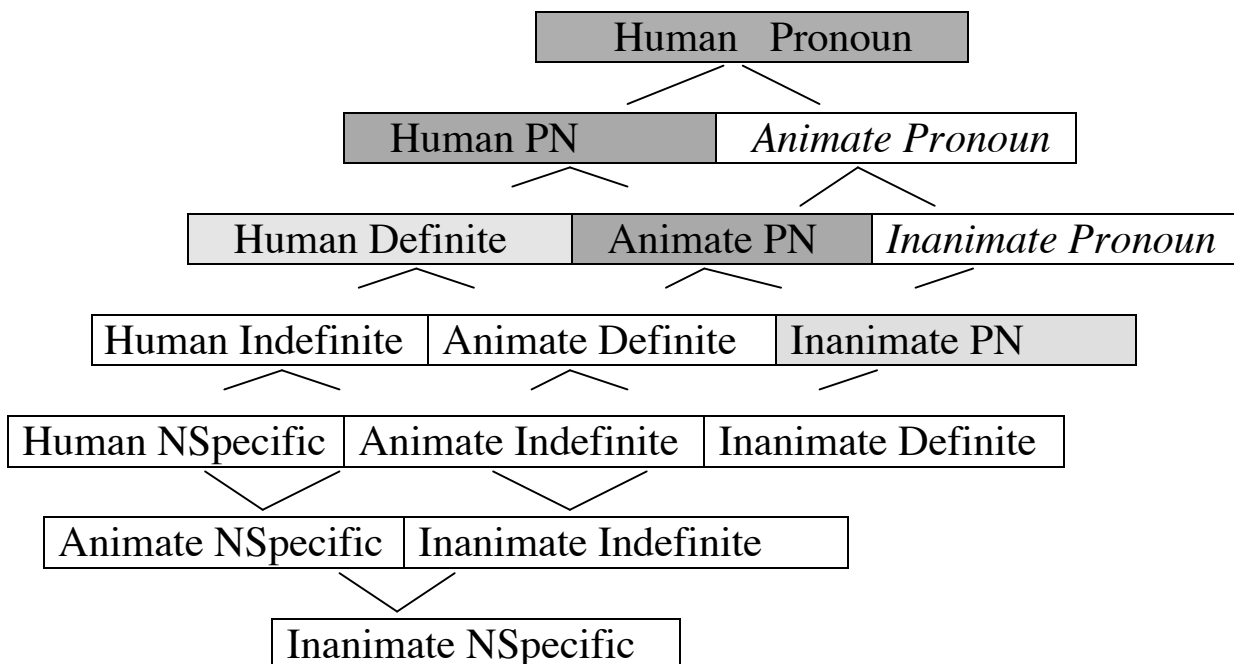 Human Pronoun
Human PN Animate Pronoun
Human Definite Animate PN Inanimate Pronoun
Human Indefinite Animate Definite Inanimate PN
Human NSpecific Animate Indefinite Inanimate Definite
Animate NSpecific Inanimate Indefinite
Inanimate NSpecific